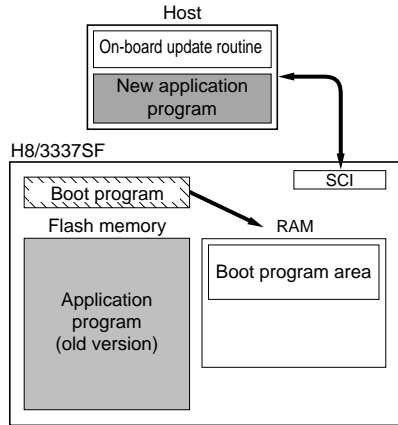 Host
On-board update routine
New application
program
H8/3337SF
SCI
Boot program
Flash memory
RAM
Boot program area
Application
program
(old version)